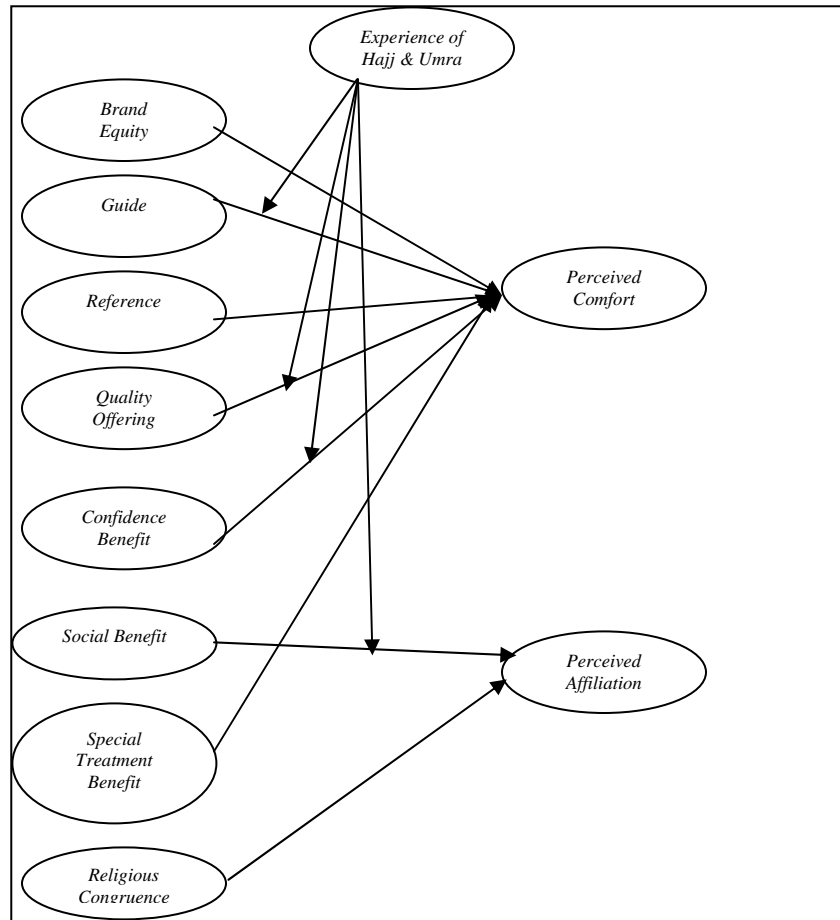 Experience of
Hajj & Umra
Brand
Equity
Guide
Reference
Quality
Offering
Confidence
Benefit
Social Benefit
Special
Treatment
Benefit
Religious
Congruence
Perceived
Comfort
Perceived
Affiliation